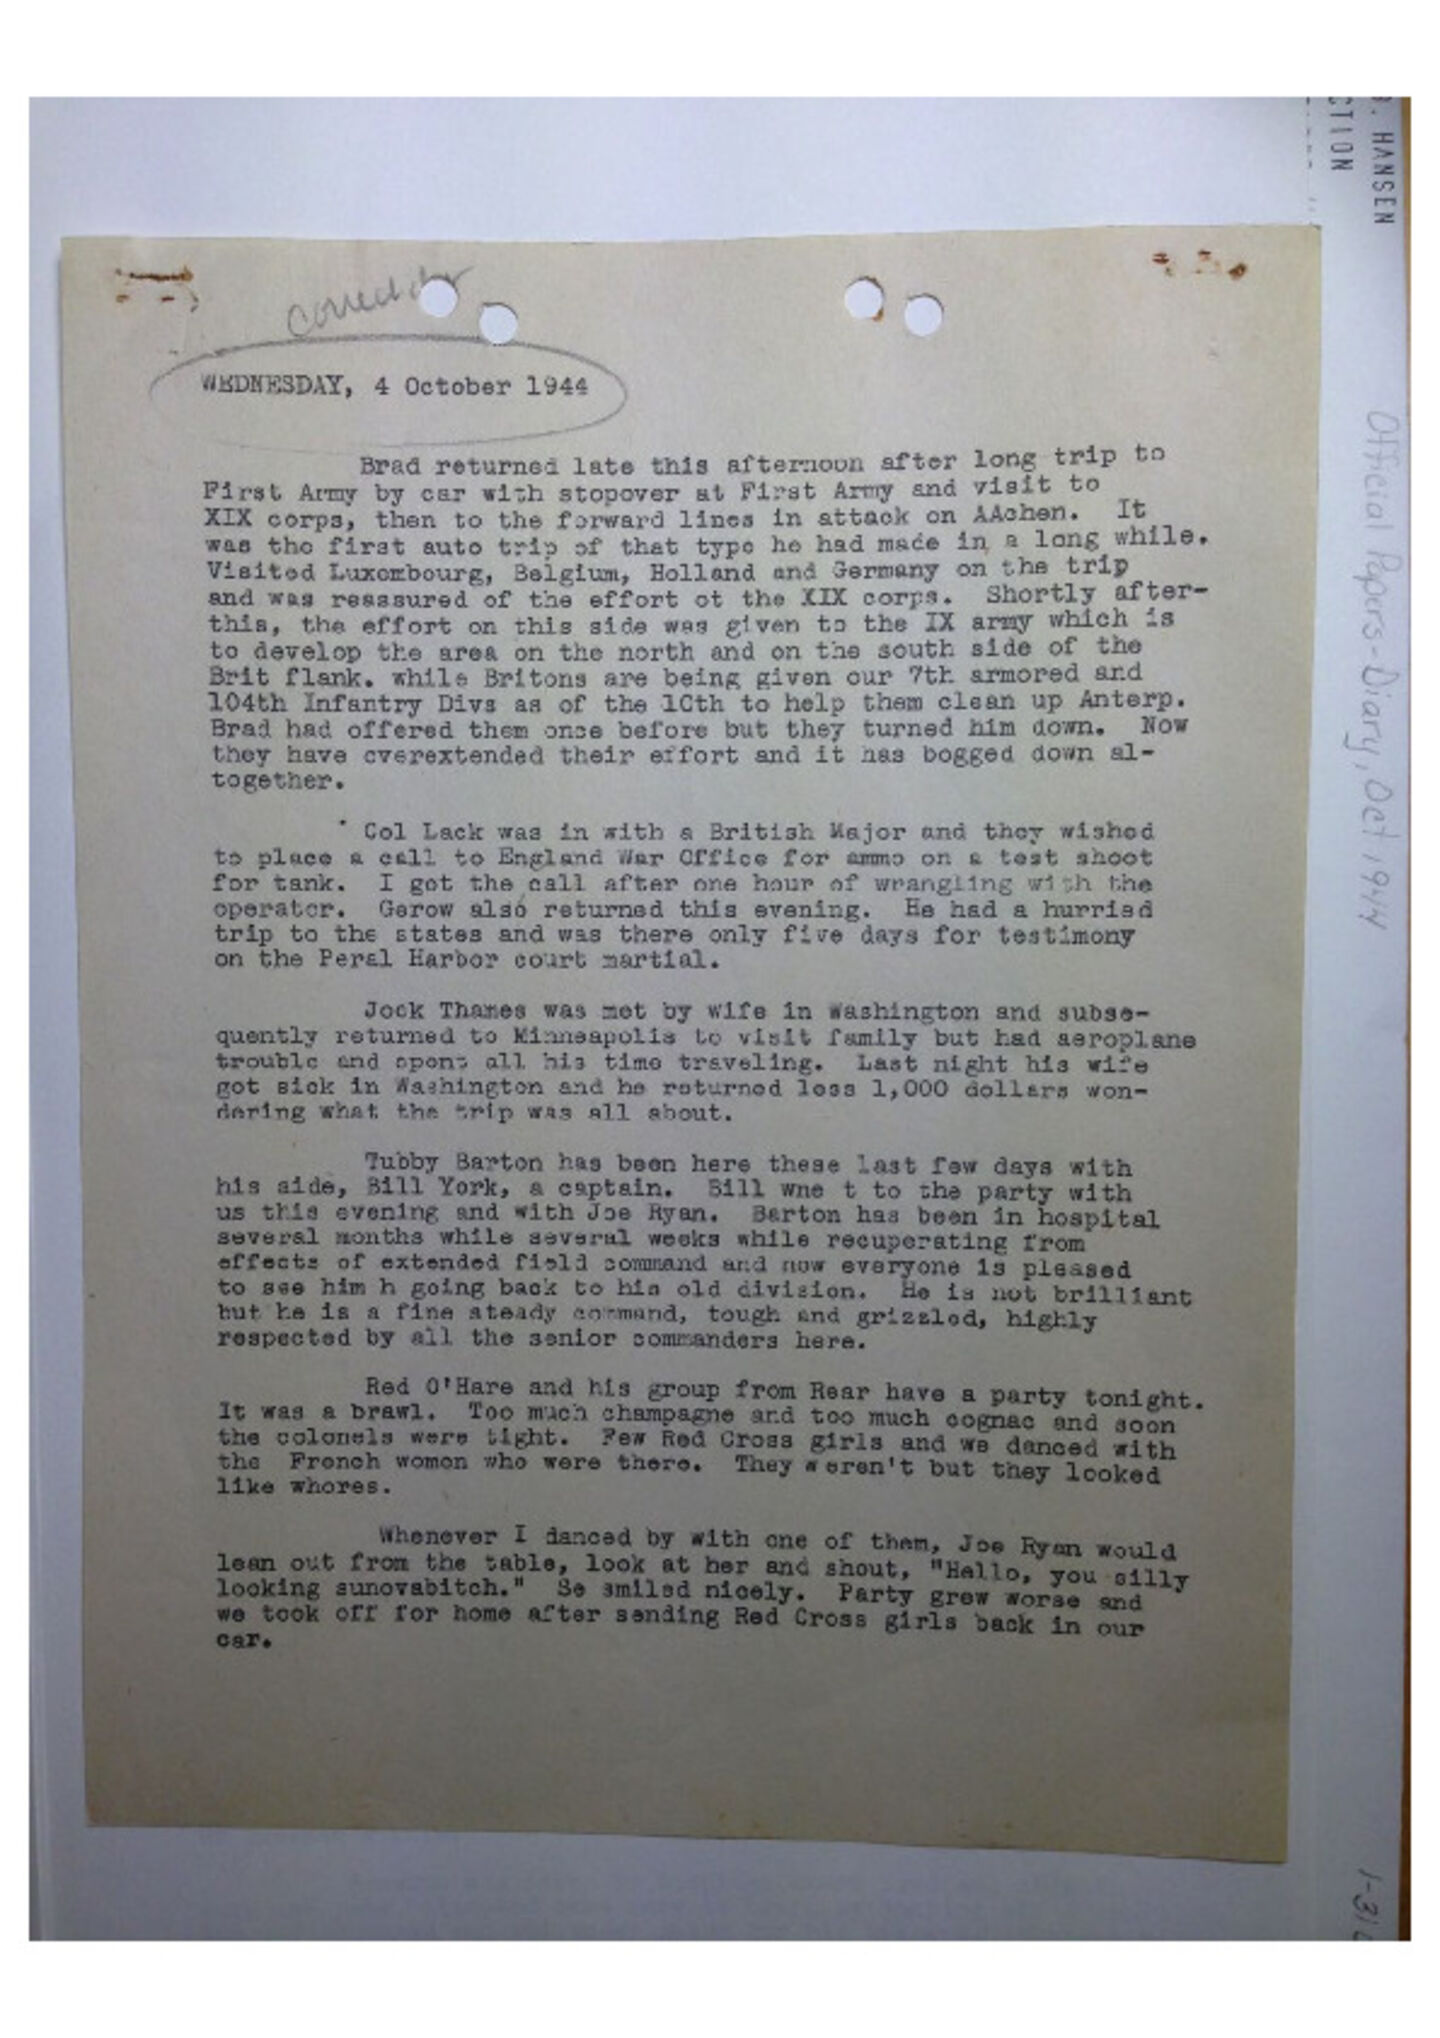 . HANSEN
CTION
Official Papers-Diary, Oct 1944
WEDNESDAY, 4 October 1944
Brad returned late this afternoon after long trip to
First Army by car with stopover at First Army and visit to
XIX corps, then to the forward lines in attack on AAchen. It
was the first auto trip of that type he had made in a long while.
Visited Luxembourg, Belgium, Holland and Germany on the trip
and was reassured of the effort ot the XIX corps. Shortly after-
this, the effort on this side was given to the IX army which is
to develop the area on the north and on the south side of the
Brit flank. while Britons are being given our 7th armored and
104th Infantry Divs as of the 10th to help them clean up Anterp.
Brad had offered them once before but they turned him down. Now
they have overextended their effort and it has bogged down al-
together.
Col Lack was in with a British Major and they wished
to place a call to England War Office for ammo on a test shoot
for tank. I got the call after one hour of wrangling with the
operator. Gerow also returned this evening. He had a hurried
trip to the states and was there only five days for testimony
on the Peral Harbor court martial.
Jock Thames was met by wife in Washington and subse-
quently returned to Minneapolis to visit family but had aeroplane
trouble and spent all his time traveling. Last night his wife
got sick in Washington and he returned less 1,000 dollars won-
dering what the trip was all about.
Tubby Barton has been here these last few days with
his aide, Bill York, a captain. Bill wne t to the party with
us this evening and with Joe Ryan. Barton has been in hospital
several months while several weeks while recuperating from
effects of extended field command and now everyone is pleased
to see him h going back to his old division. He is not brilliant
but he is a fine steady command, tough and grizzled, highly
respected by all the senior commanders here.
Red O'Hare and his group from Rear have a party tonight.
It was a brawl. Too much champagne and too much cognac and soon
the colonels were tight. Few Red Cross girls and we danced with
the French women who were there. They weren't but they looked
like whores.
Whenever I danced by with one of them, Joe Ryan would
lean out from the table, look at her and shout, "Hello, you silly
looking sunovabitch." Se smiled nicely. Party grew worse and
we took off for home after sending Red Cross girls back in our
car.